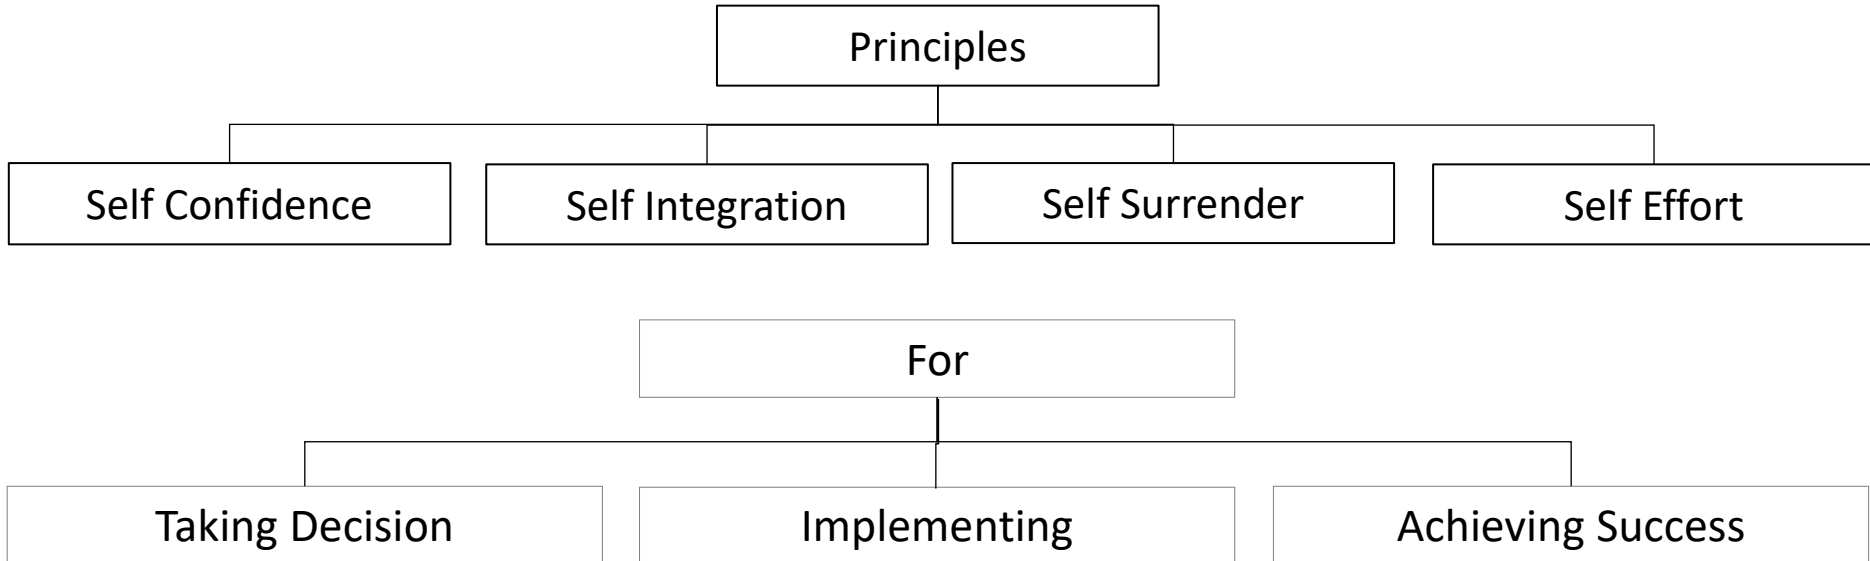 Principles
Self Confidence
Self Integration
Self Surrender
Self Effort
For
Taking Decision
Implementing
Achieving Success